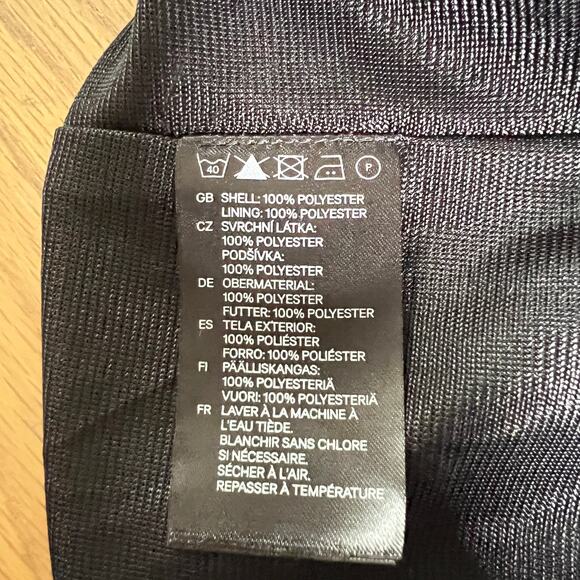 40 P
GB SHELL: 100% POLYESTER
LINING: 100% POLYESTER
CZ SVRCHNÍ LÁTKA:
100% POLYESTER
PODŠÍVKA:
100% POLYESTER
DE OBERMATERIAL:
100% POLYESTER
FUTTER: 100% POLYESTER
ES TELA EXTERIOR:
100% POLIÉSTER
FORRO: 100% POLIÉSTER
FI PÄÄLLISKANGAS:
100% POLYESTERIÄ
VUORI: 100% POLYESTERIÄ
FR LAVER À LA MACHINE À
L'EAU TIÈDE.
BLANCHIR SANS CHLORE
SI NÉCESSAIRE.
SÉCHER À L'AIR.
REPASSER À TEMPÉRATURE